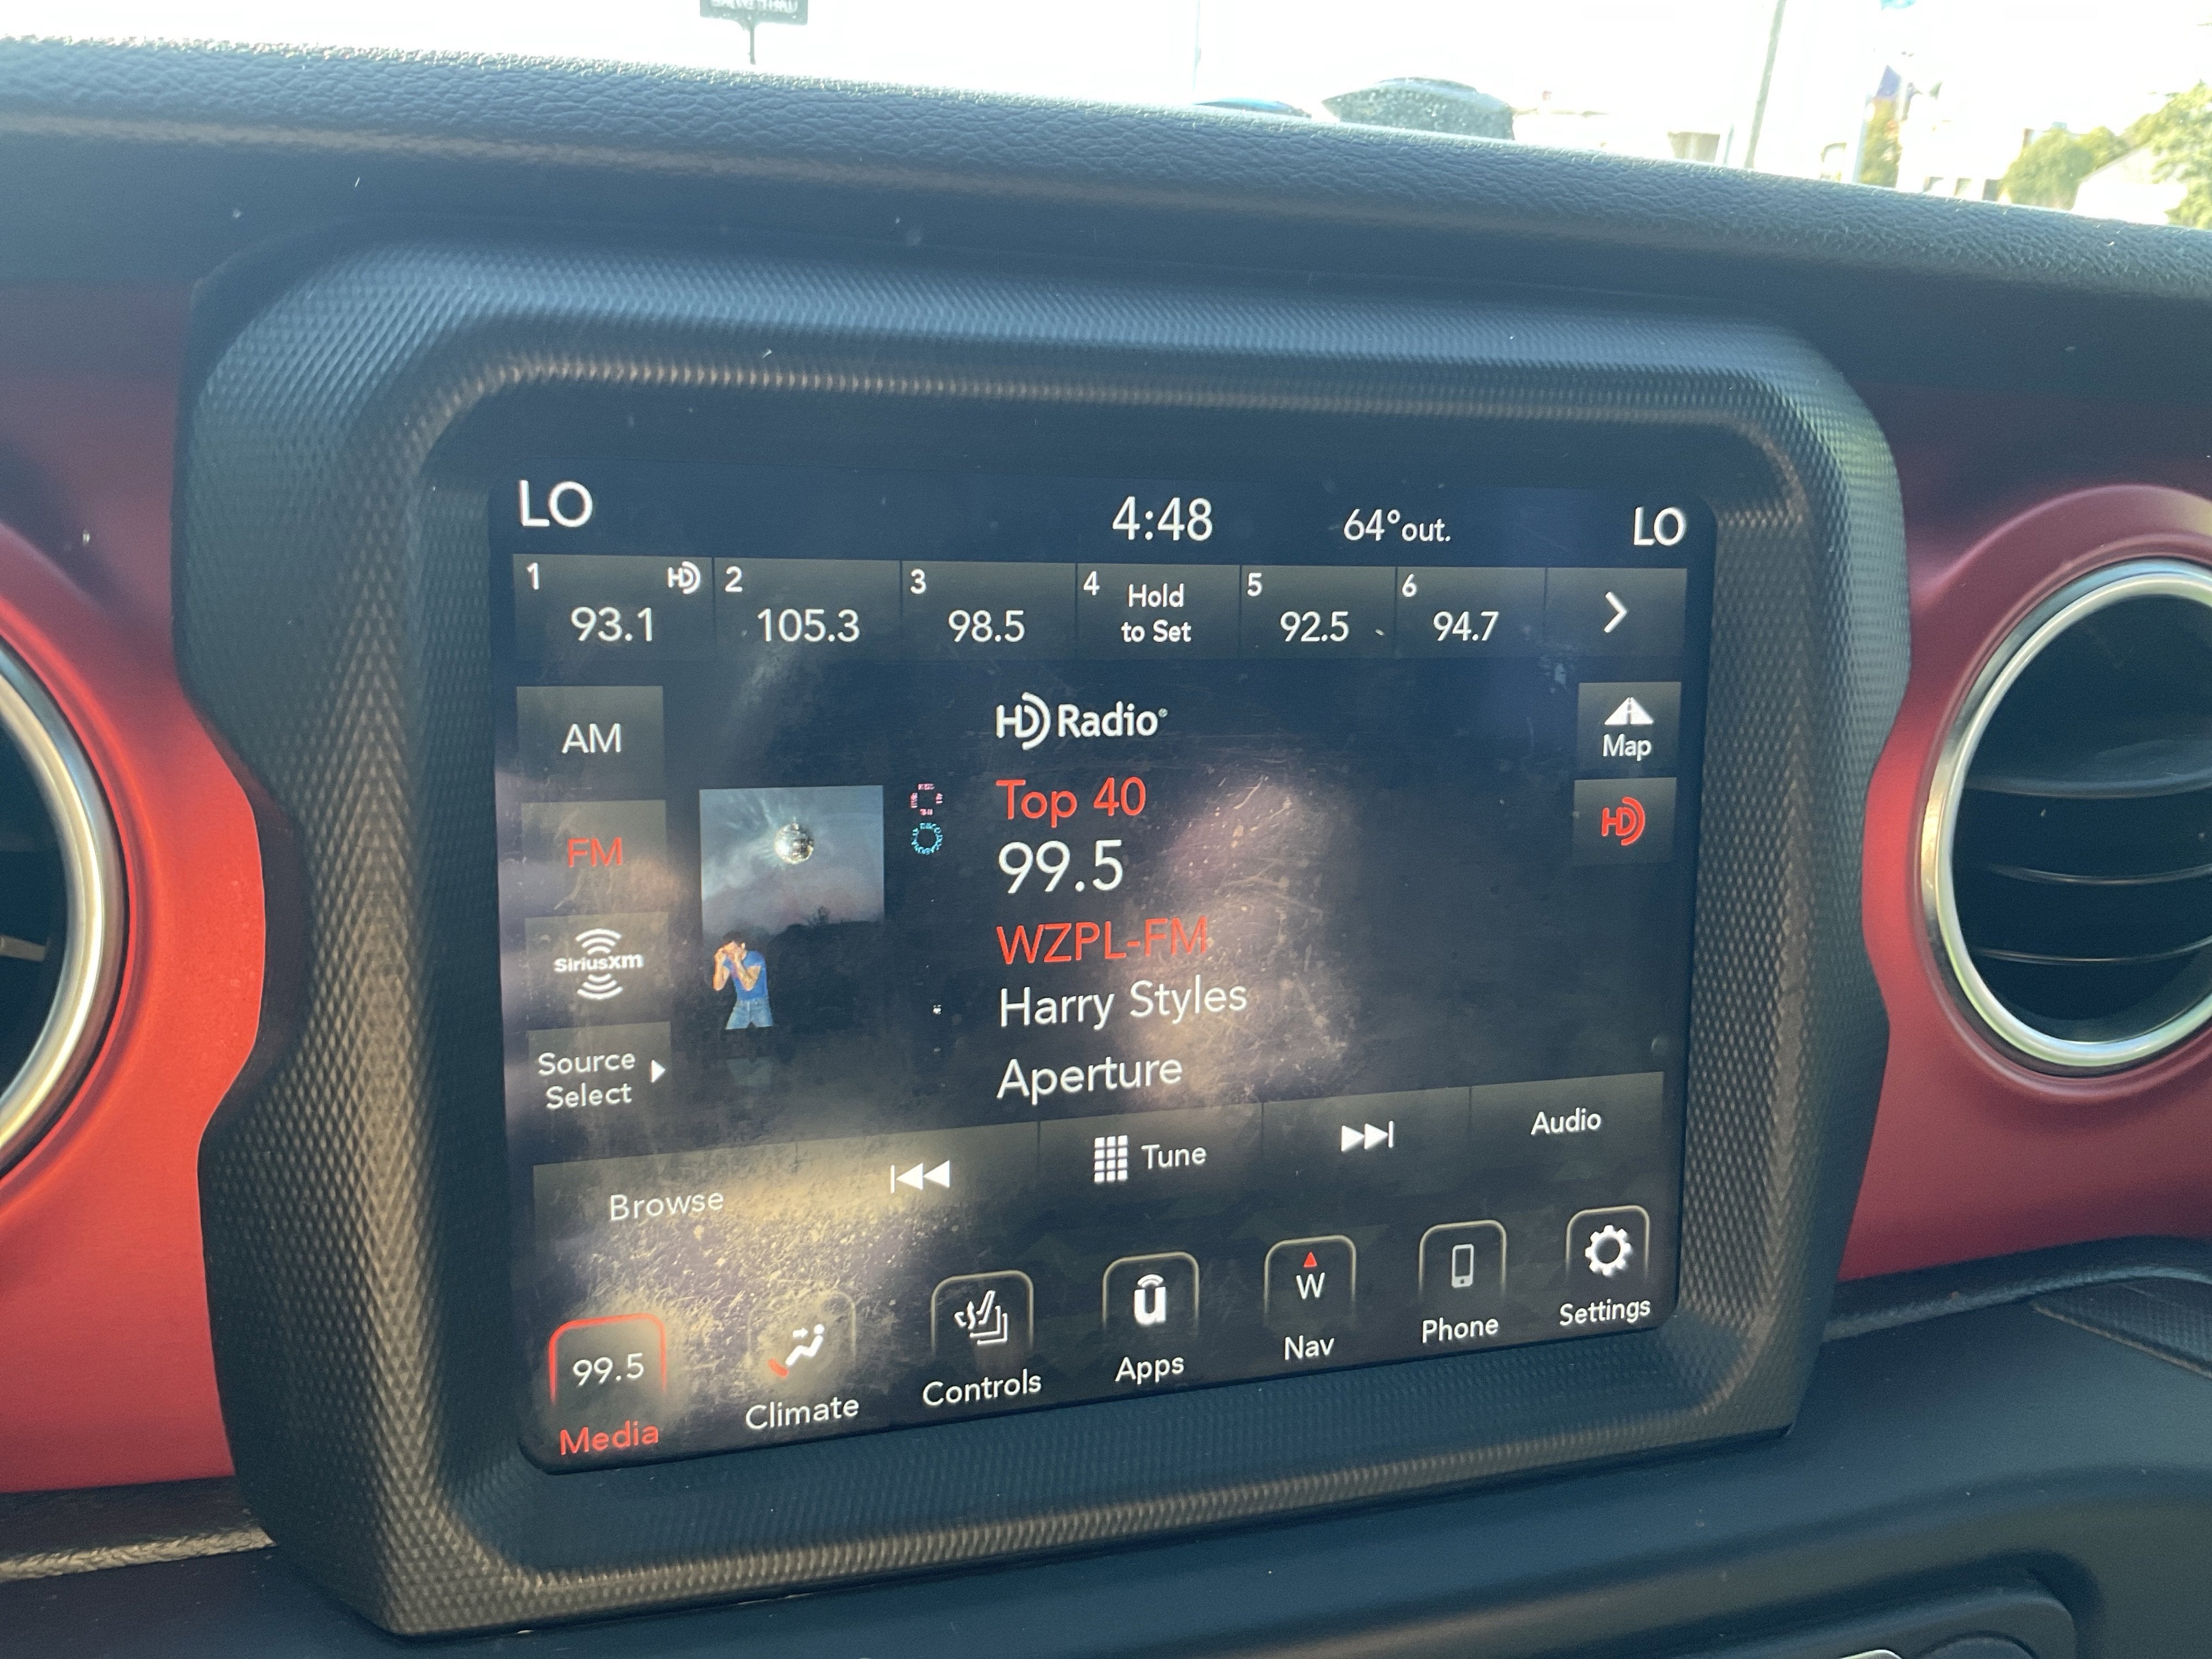 LO 4:48 64°out. LO
1 HD 2 3 4 Hold 5 6
93.1 105.3 98.5 to Set 92.5 94.7
AM
HD Radio®
Map
Top 40
HD
FM
99.5
WZPL-FM
SiriusXM
Harry Styles
Source
Select
Aperture
Browse Tune Audio
99.5 W
Media Climate Controls Apps Nav Phone Settings